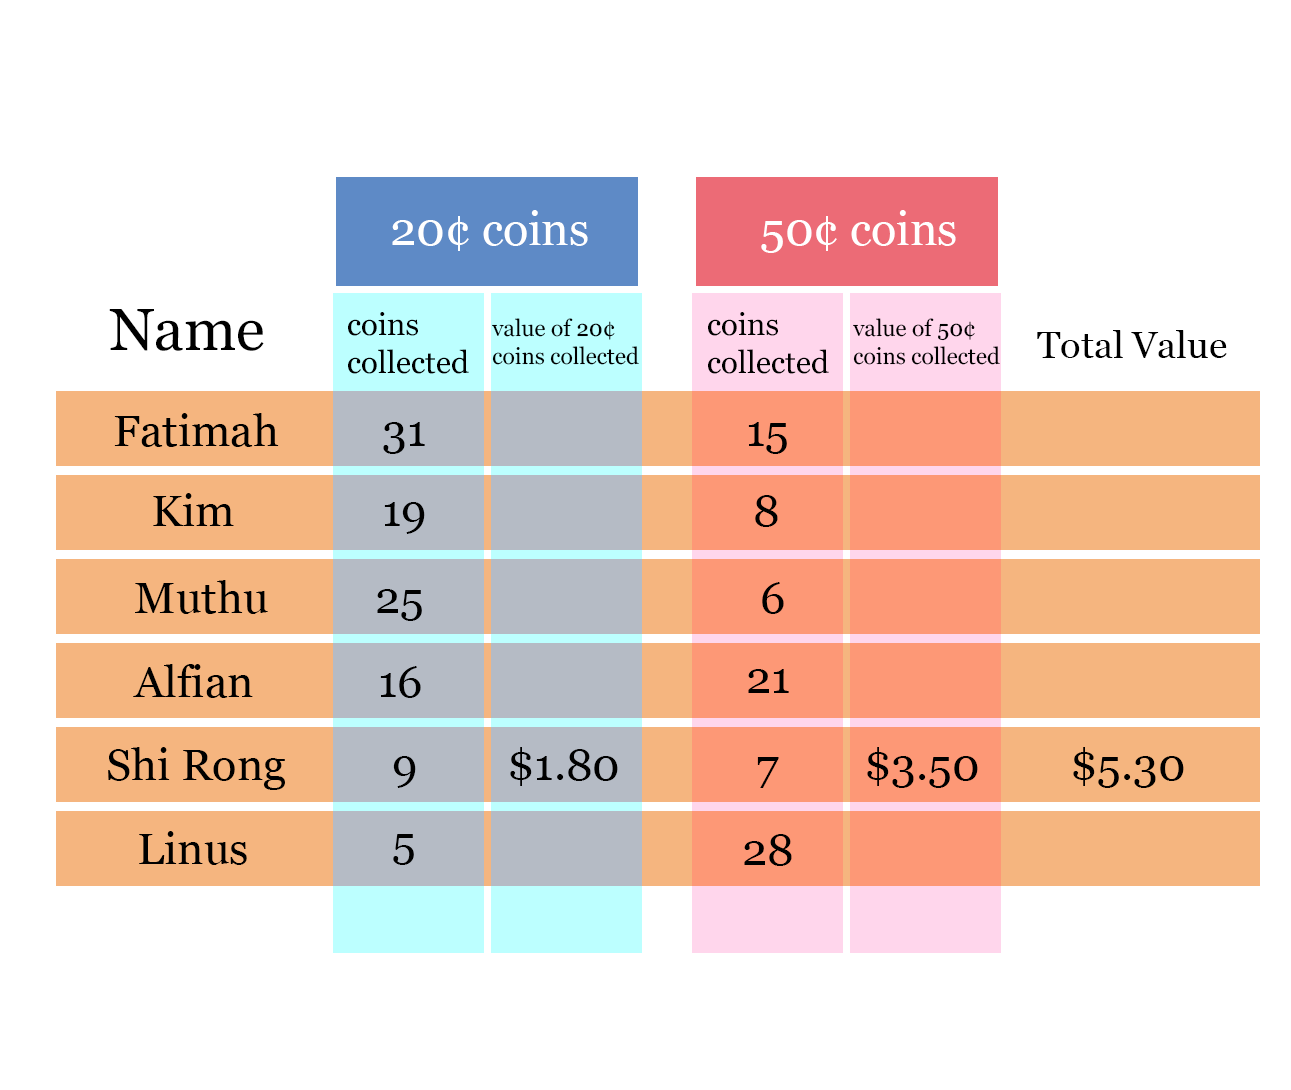 20¢ coins 50¢ coins
Name
coins
collected
value of 20¢
coins collected
coins
collected
value of 50¢
coins collected
Total Value
Fatimah 31 15
Kim 19 8
Muthu 25 6
Alfian 16 21
Shi Rong 9 $1.80 7 $3.50 $5.30
Linus 5 28